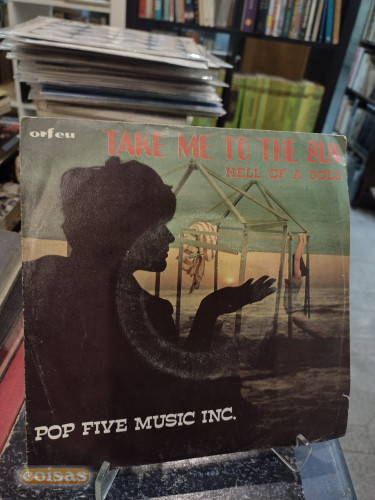 orfeu
TAKE ME TO THE SUN
HELL OF A DOLL
POP FIVE MUSIC INC.
coisas